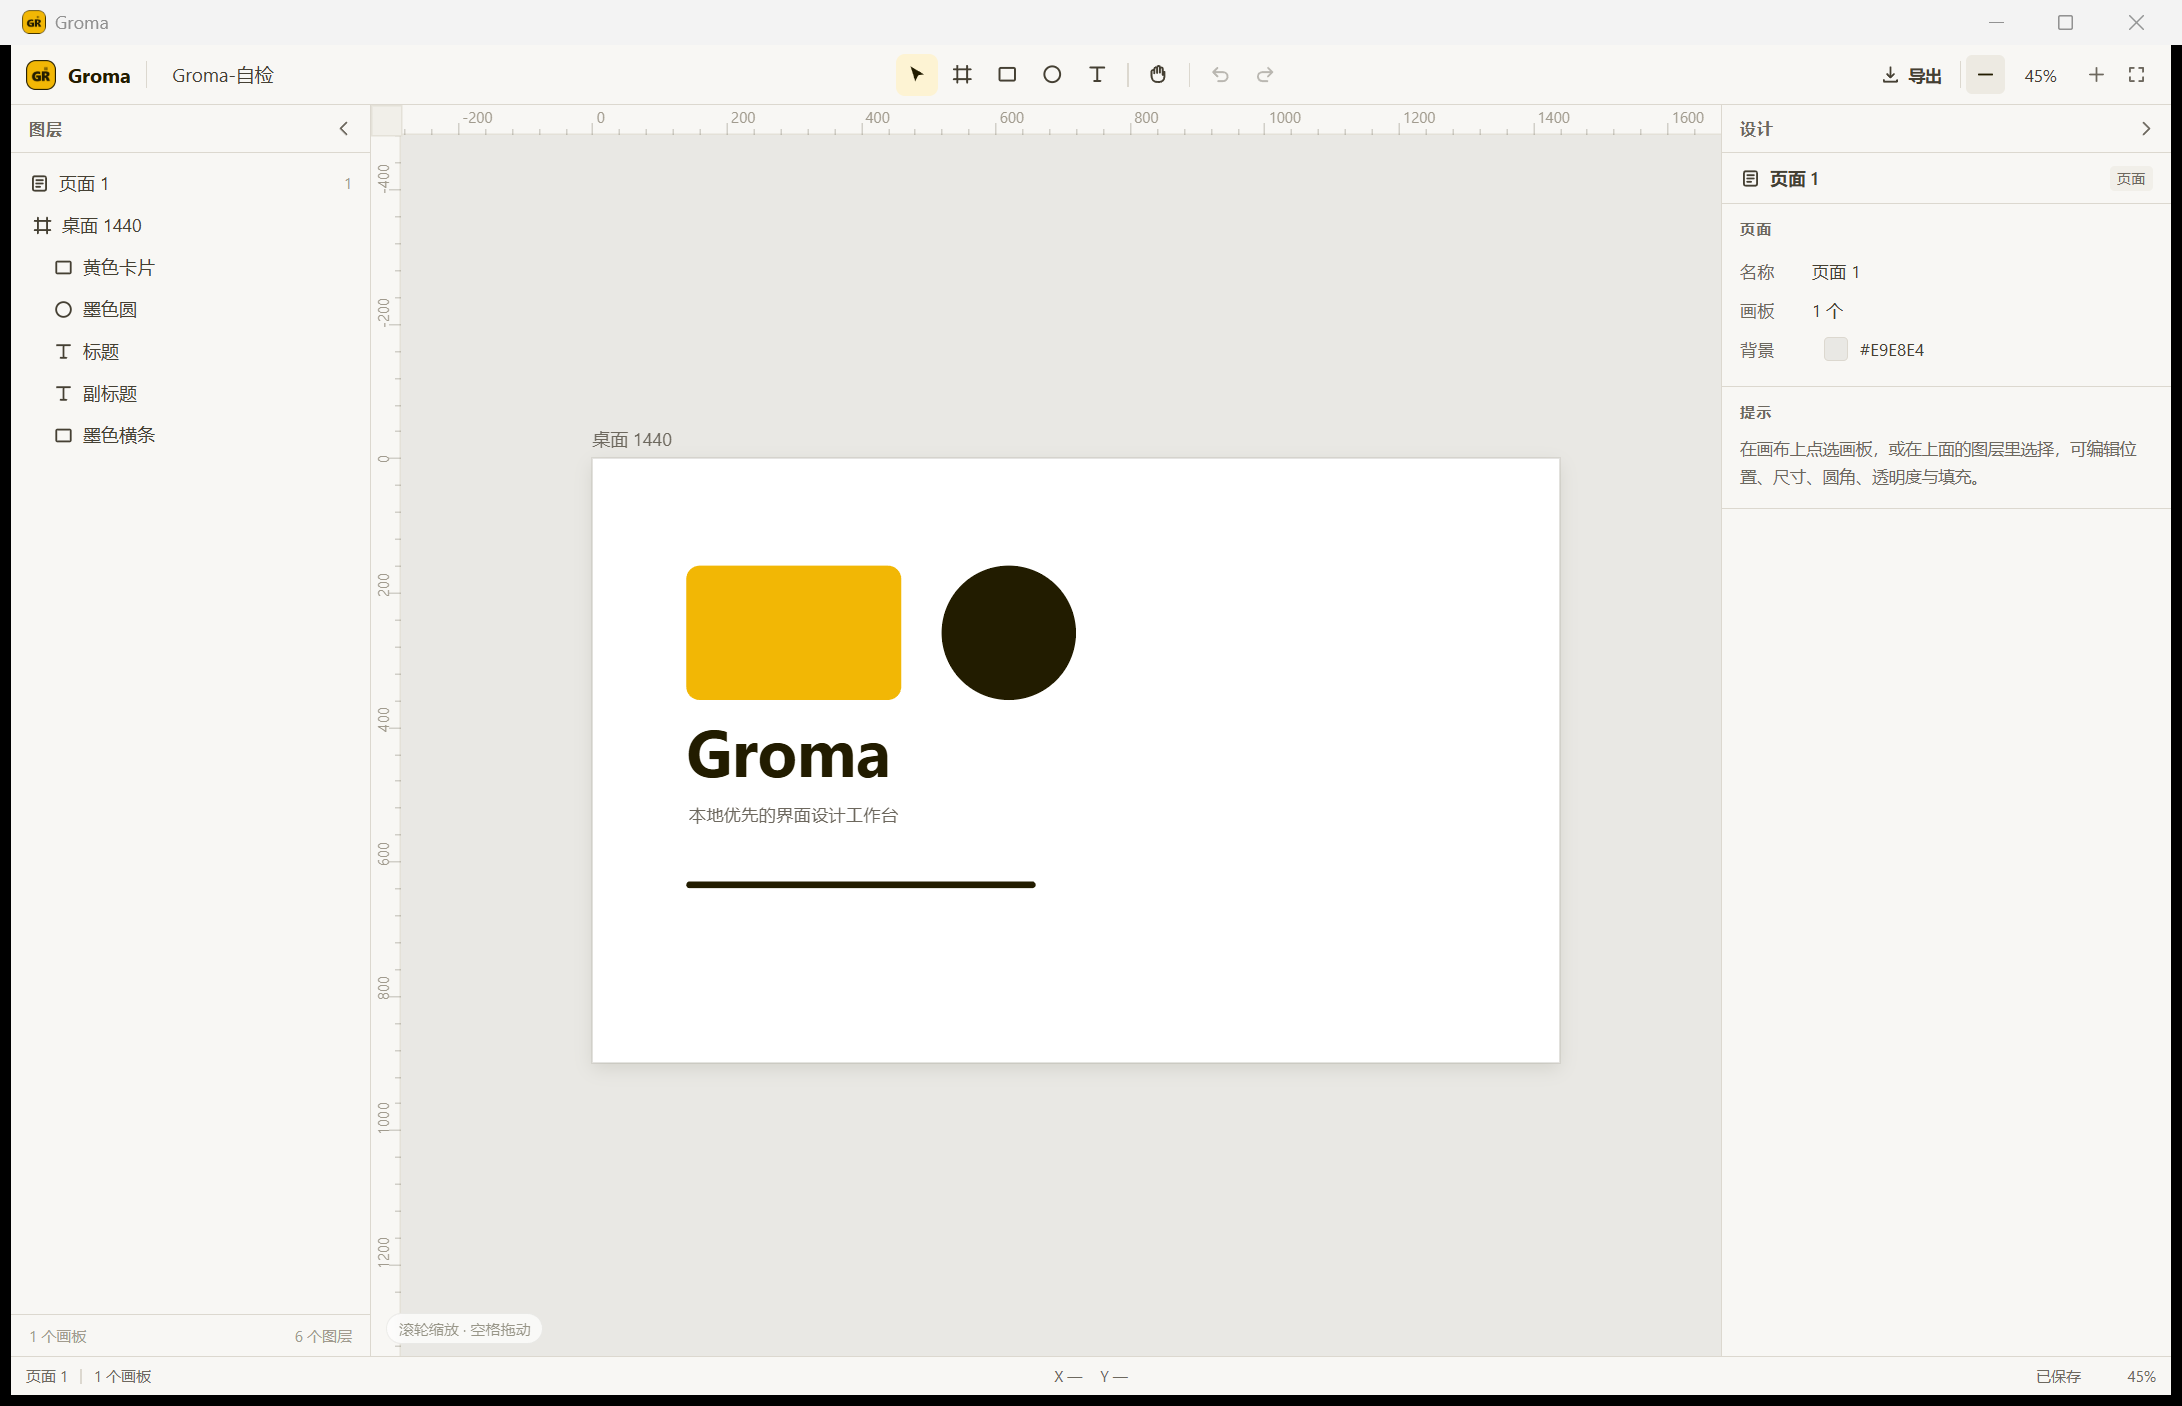 GR Groma
GR Groma Groma-自检 导出 45%
图层
页面 1 1
桌面 1440
黄色卡片
墨色圆
标题
副标题
墨色横条
1 个画板 6 个图层
-200 0 200 400 600 800 1000 1200 1400 1600
-400
-200
0
200
400
600
800
1000
1200
桌面 1440
Groma
本地优先的界面设计工作台
滚轮缩放 · 空格拖动
设计
页面 1 页面
页面
名称 页面 1
画板 1 个
背景 #E9E8E4
提示
在画布上点选画板，或在上面的图层里选择，可编辑位
置、尺寸、圆角、透明度与填充。
页面 1 1 个画板 X — Y — 已保存 45%